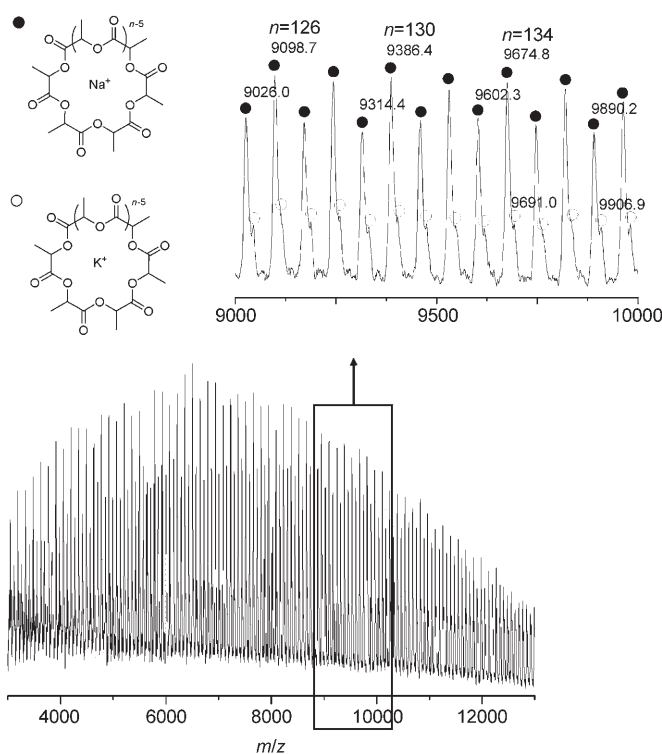 n-5
Na⁺
O O O O O O O O O O O O
n-5
K⁺
O O O O O O O O O O O O
n=126 n=130 n=134
9098.7 9386.4 9674.8
9026.0 9314.4 9602.3 9890.2
9691.0 9906.9
9000 9500 10000
4000 6000 8000 10000 12000
m/z